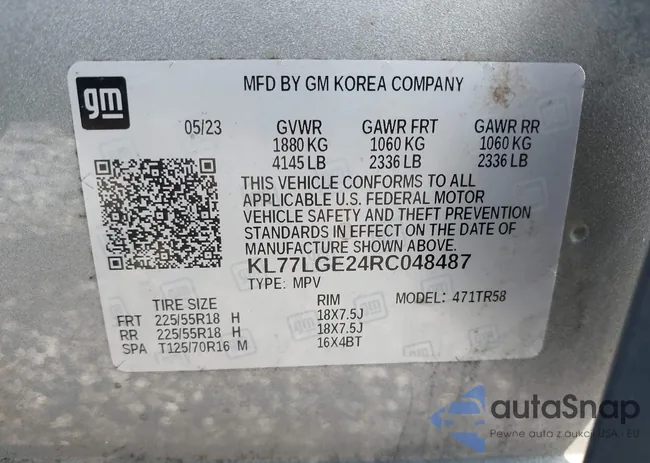 gm
MFD BY GM KOREA COMPANY
05/23 GVWR GAWR FRT GAWR RR
1880 KG 1060 KG 1060 KG
4145 LB 2336 LB 2336 LB
THIS VEHICLE CONFORMS TO ALL
APPLICABLE U.S. FEDERAL MOTOR
VEHICLE SAFETY AND THEFT PREVENTION
STANDARDS IN EFFECT ON THE DATE OF
MANUFACTURE SHOWN ABOVE.
KL77LGE24RC048487
TYPE: MPV
TIRE SIZE RIM MODEL: 471TR58
FRT 225/55R18 H 18X7.5J
RR 225/55R18 H 18X7.5J
SPA T125/70R16 M 16X4BT
autaSnap
Pewne auta z aukcji USA - EU